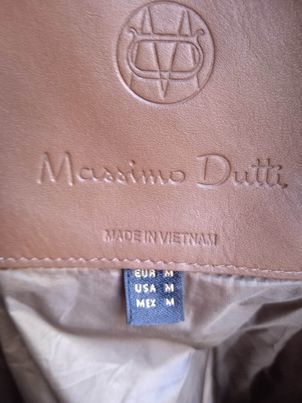 Massimo Dutti
MADE IN VIETNAM
EUR M
USA M
MEX M